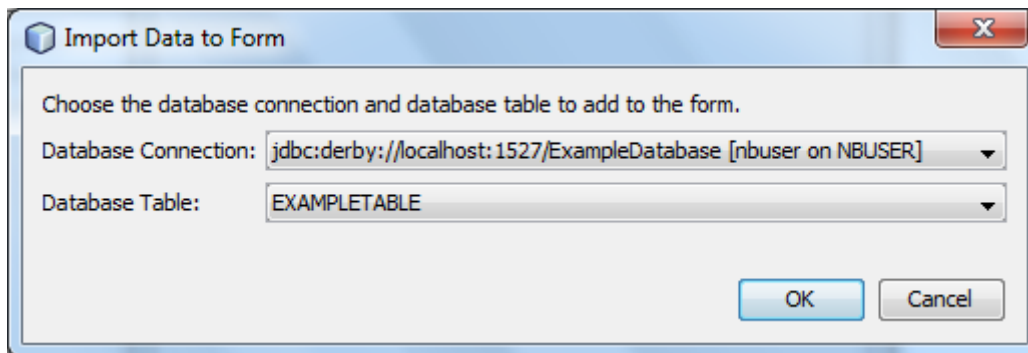 Import Data to Form
Choose the database connection and database table to add to the form.
Database Connection: jdbc:derby://localhost:1527/ExampleDatabase [nbuser on NBUSER]
Database Table: EXAMPLETABLE
OK Cancel